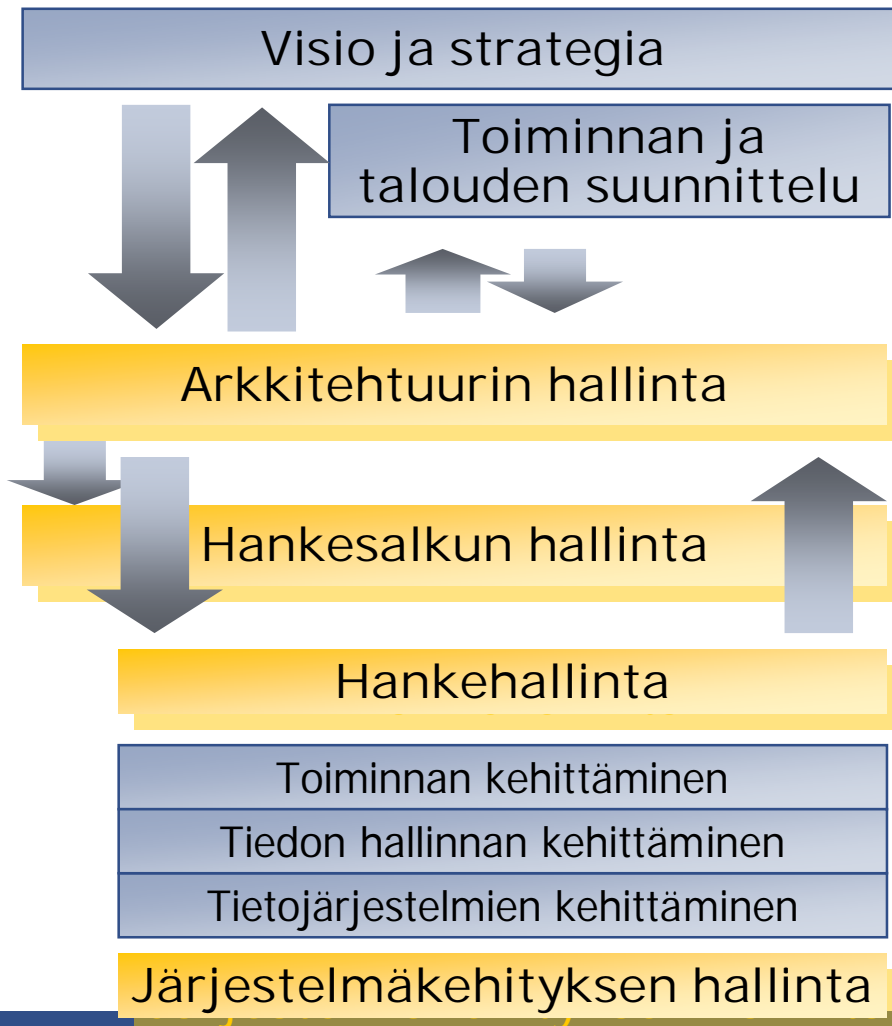 Visio ja strategia
Toiminnan ja
talouden suunnittelu
Arkkitehtuurin hallinta
Hankesalkun hallinta
Hankehallinta
Toiminnan kehittäminen
Tiedon hallinnan kehittäminen
Tietojärjestelmien kehittäminen
Järjestelmäkehityksen hallinta